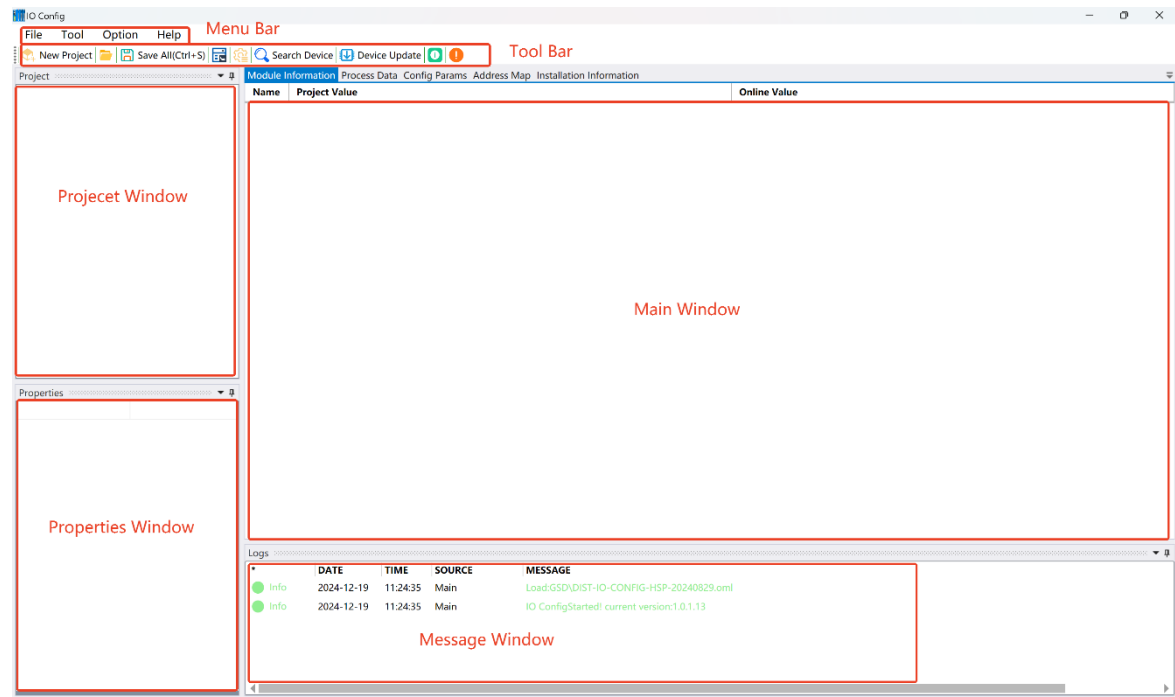 IO Config
File Tool Option Help Menu Bar
New Project Save All(Ctrl+S) Search Device Device Update Tool Bar
Project
Module Information Process Data Config Params Address Map Installation Information
Name Project Value Online Value
Projecet Window
Main Window
Properties
Properties Window
Logs
* DATE TIME SOURCE MESSAGE
Info 2024-12-19 11:24:35 Main Load:GSD\DIST-IO-CONFIG-HSP-20240829.oml
Info 2024-12-19 11:24:35 Main IO ConfigStarted! current version:1.0.1.13
Message Window